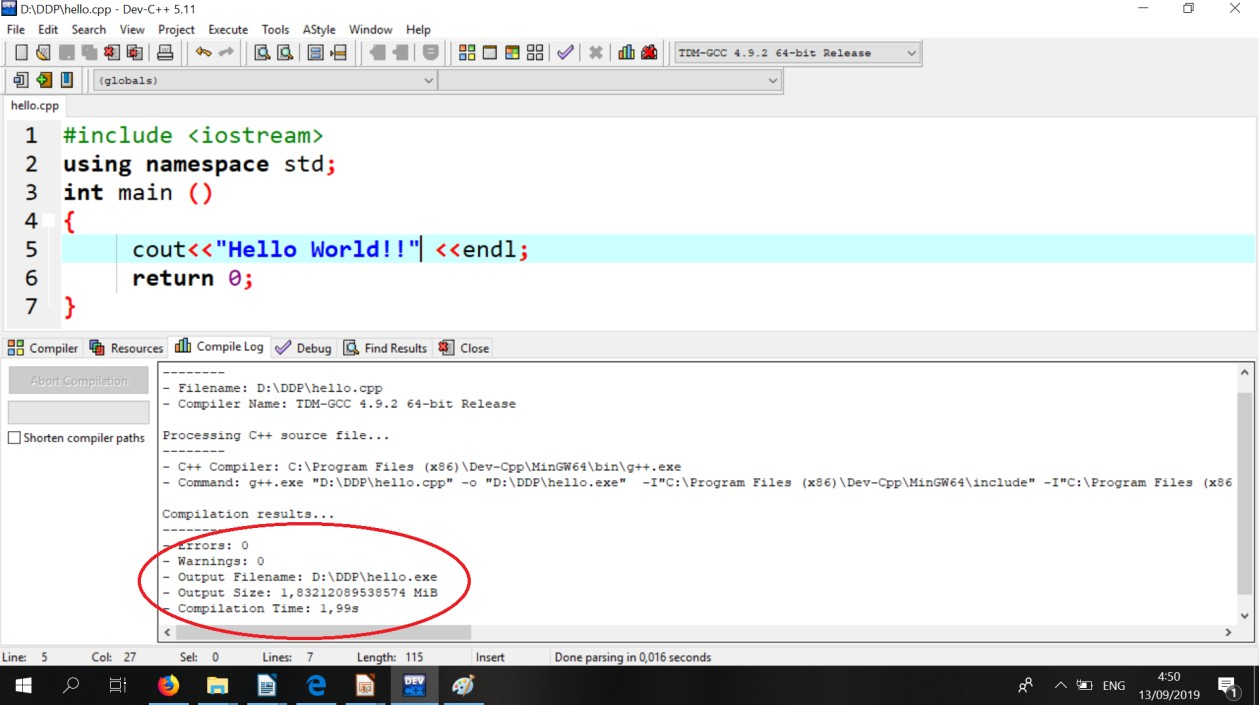 D:\DDP\hello.cpp - Dev-C++ 5.11
File Edit Search View Project Execute Tools AStyle Window Help
TDM-GCC 4.9.2 64-bit Release
(globals)
hello.cpp
1 #include <iostream>
2 using namespace std;
3 int main ()
4 {
5 cout<<"Hello World!!" <<endl;
6 return 0;
7 }
Compiler Resources Compile Log Debug Find Results Close
Abort Compilation
Shorten compiler paths
--------
- Filename: D:\DDP\hello.cpp
- Compiler Name: TDM-GCC 4.9.2 64-bit Release
Processing C++ source file...
--------
- C++ Compiler: C:\Program Files (x86)\Dev-Cpp\MinGW64\bin\g++.exe
- Command: g++.exe "D:\DDP\hello.cpp" -o "D:\DDP\hello.exe"  -I"C:\Program Files (x86)\Dev-Cpp\MinGW64\include" -I"C:\Program Files (x86
Compilation results...
--------
- Errors: 0
- Warnings: 0
- Output Filename: D:\DDP\hello.exe
- Output Size: 1,83212089538574 MiB
- Compilation Time: 1,99s
Line: 5 Col: 27 Sel: 0 Lines: 7 Length: 115 Insert Done parsing in 0,016 seconds
DEV C++
ENG
4:50
13/09/2019
1